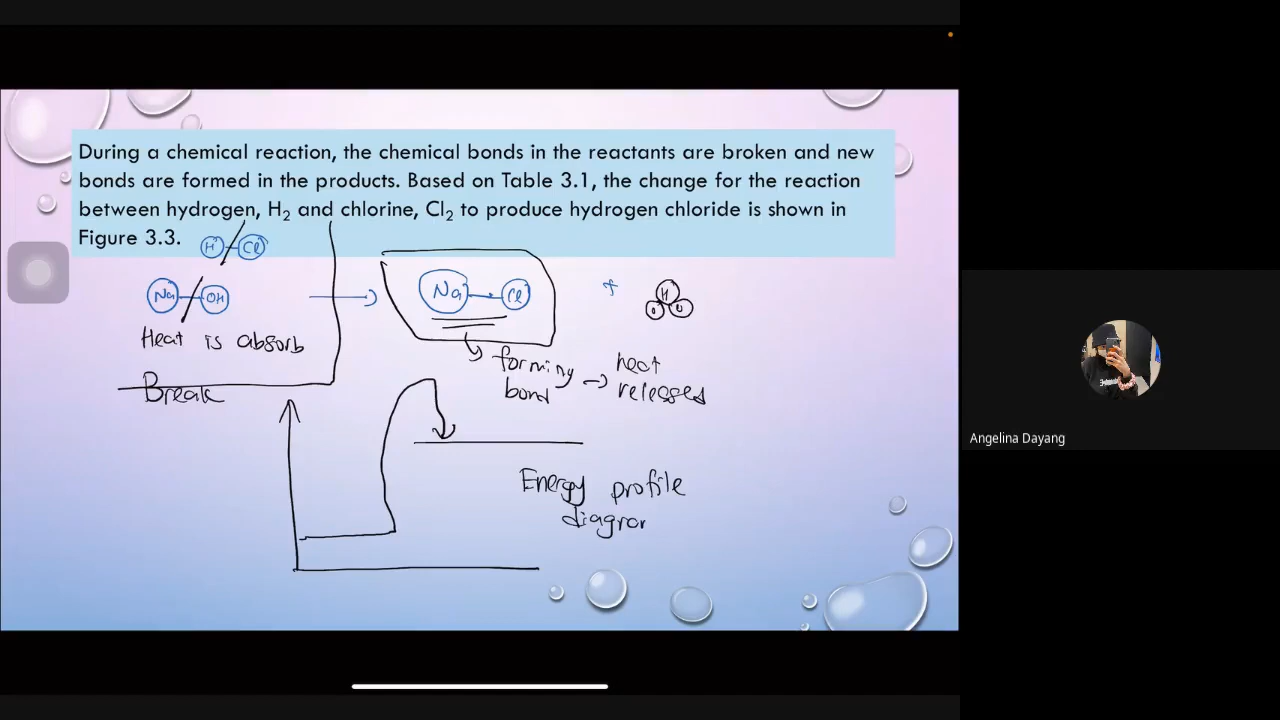 During a chemical reaction, the chemical bonds in the reactants are broken and new
bonds are formed in the products. Based on Table 3.1, the change for the reaction
between hydrogen, H₂ and chlorine, Cl₂ to produce hydrogen chloride is shown in
Figure 3.3.
H Cl
Na OH
Na Cl
+
H
O O
Heat is absorb
Break
forming
bond
heat
releases
Energy profile
diagram
Angelina Dayang